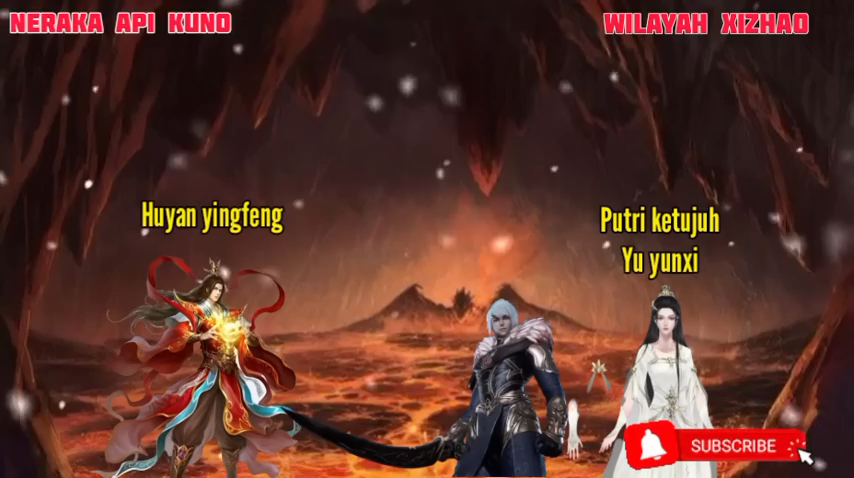 NERAKA API KUNO
WILAYAH XIZHAO
Huyan yingfeng
Putri ketujuh
Yu yunxi
SUBSCRIBE